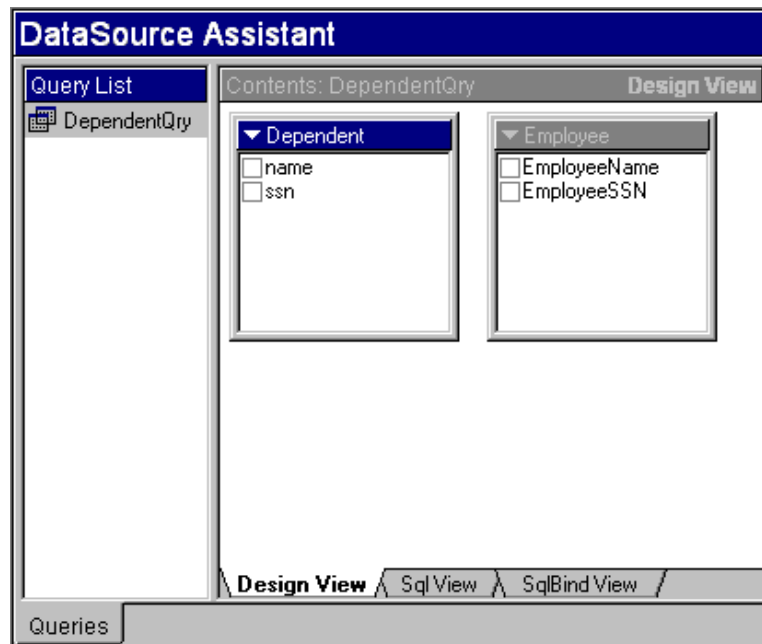 DataSource Assistant
Query List
DependentQry
Contents: DependentQry Design View
Dependent
name
ssn
Employee
EmployeeName
EmployeeSSN
Design View Sql View SqlBind View
Queries